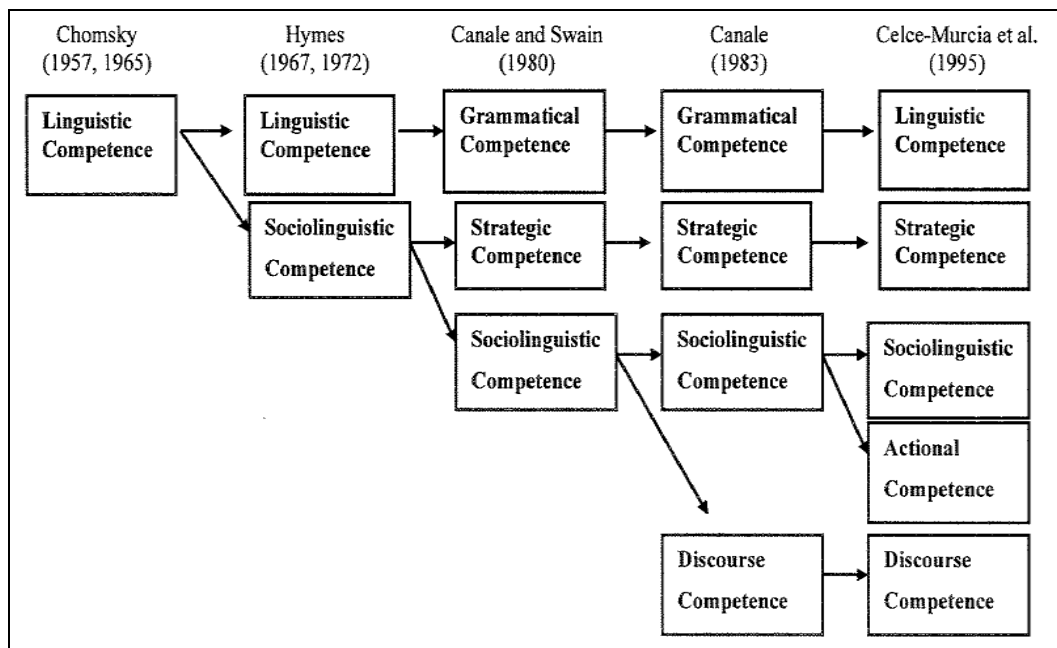 Chomsky
(1957, 1965)
Hymes
(1967, 1972)
Canale and Swain
(1980)
Canale
(1983)
Celce-Murcia et al.
(1995)
Linguistic
Competence
Linguistic
Competence
Grammatical
Competence
Grammatical
Competence
Linguistic
Competence
Sociolinguistic
Competence
Strategic
Competence
Strategic
Competence
Strategic
Competence
Sociolinguistic
Competence
Sociolinguistic
Competence
Sociolinguistic
Competence
Actional
Competence
Discourse
Competence
Discourse
Competence